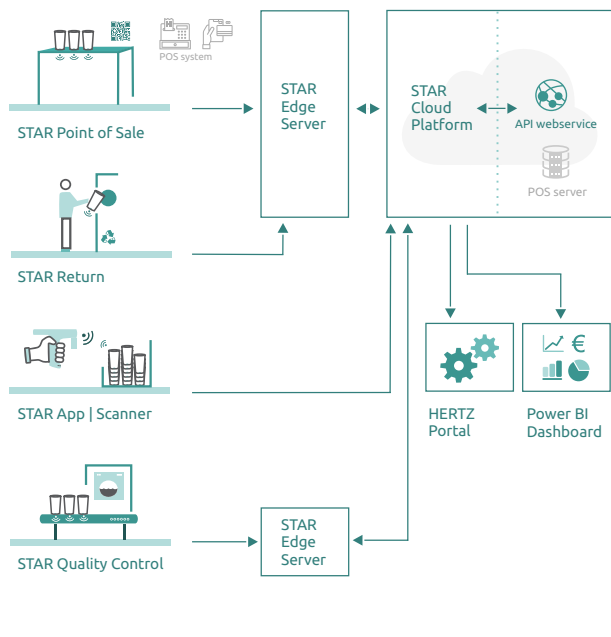 POS system
STAR Point of Sale
STAR
Edge
Server
STAR
Cloud
Platform
API webservice
POS server
STAR Return
STAR App | Scanner
HERTZ
Portal
Power BI
Dashboard
STAR Quality Control
STAR
Edge
Server